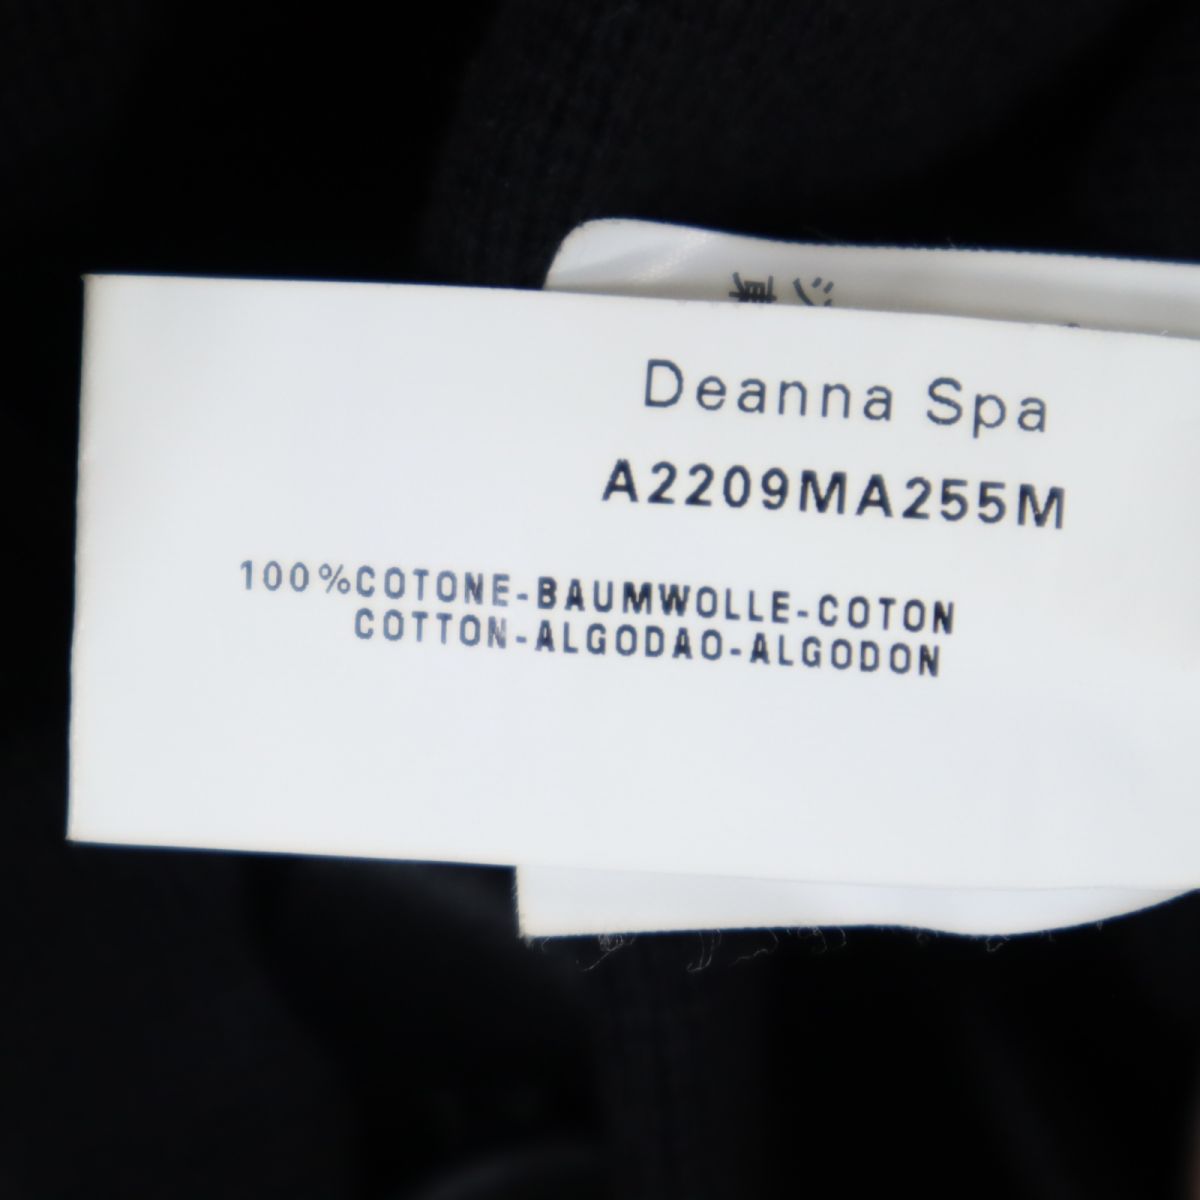 Deanna Spa
A2209MA255M
100%COTONE-BAUMWOLLE-COTON
COTTON-ALGODAO-ALGODON